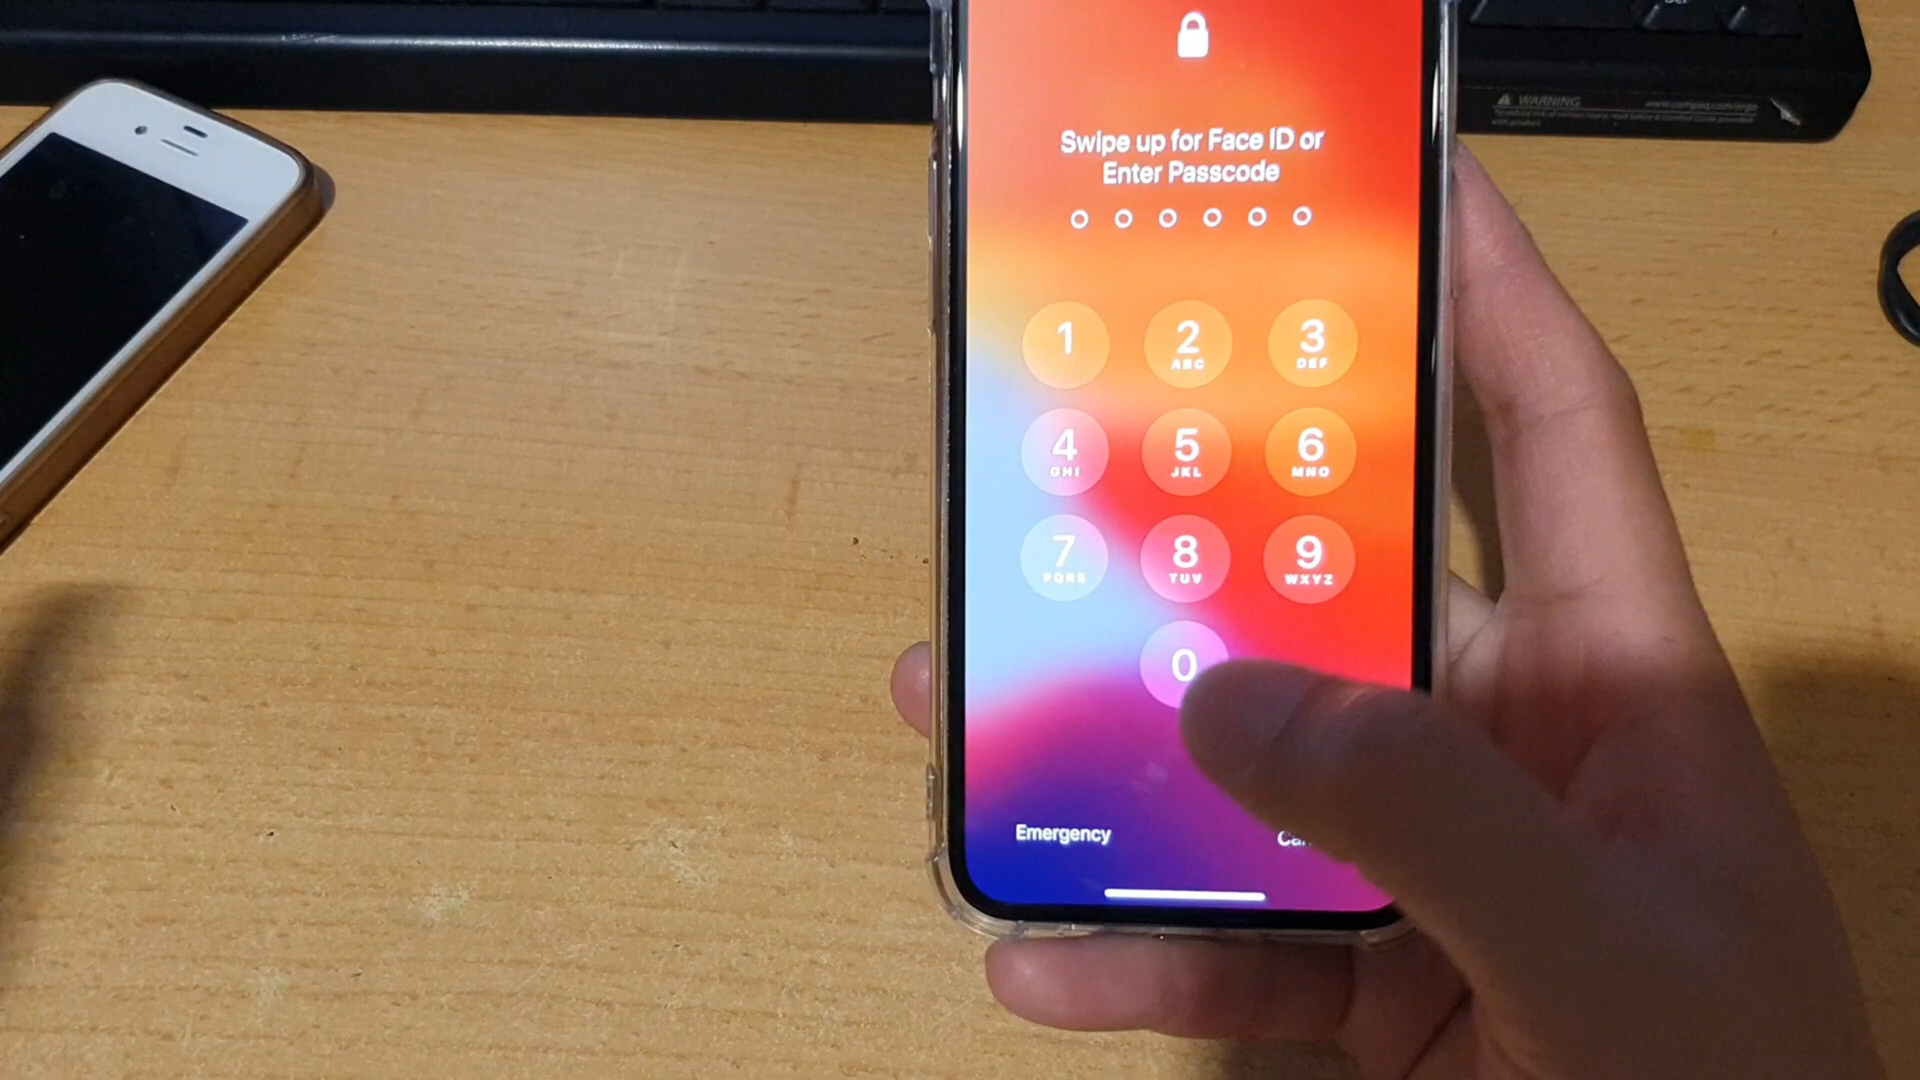 WARNING
Swipe up for Face ID or
Enter Passcode
1
2
ABC
3
DEF
4
GHI
5
JKL
6
MNO
7
PQRS
8
TUV
9
WXYZ
0
Emergency